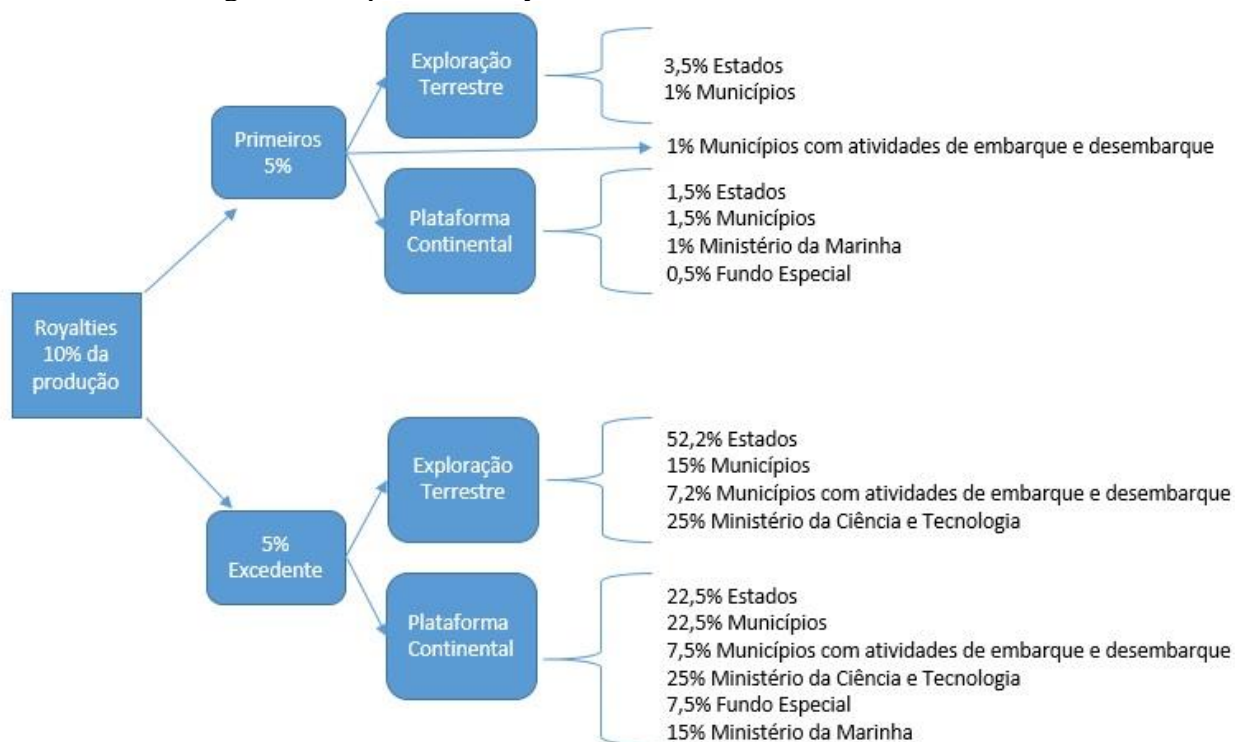 Exploração
Terrestre
3,5% Estados
1% Municípios
Primeiros
5%
1% Municípios com atividades de embarque e desembarque
Plataforma
Continental
1,5% Estados
1,5% Municípios
1% Ministério da Marinha
0,5% Fundo Especial
Royalties
10% da
produção
Exploração
Terrestre
52,2% Estados
15% Municípios
7,2% Municípios com atividades de embarque e desembarque
25% Ministério da Ciência e Tecnologia
5%
Excedente
Plataforma
Continental
22,5% Estados
22,5% Municípios
7,5% Municípios com atividades de embarque e desembarque
25% Ministério da Ciência e Tecnologia
7,5% Fundo Especial
15% Ministério da Marinha